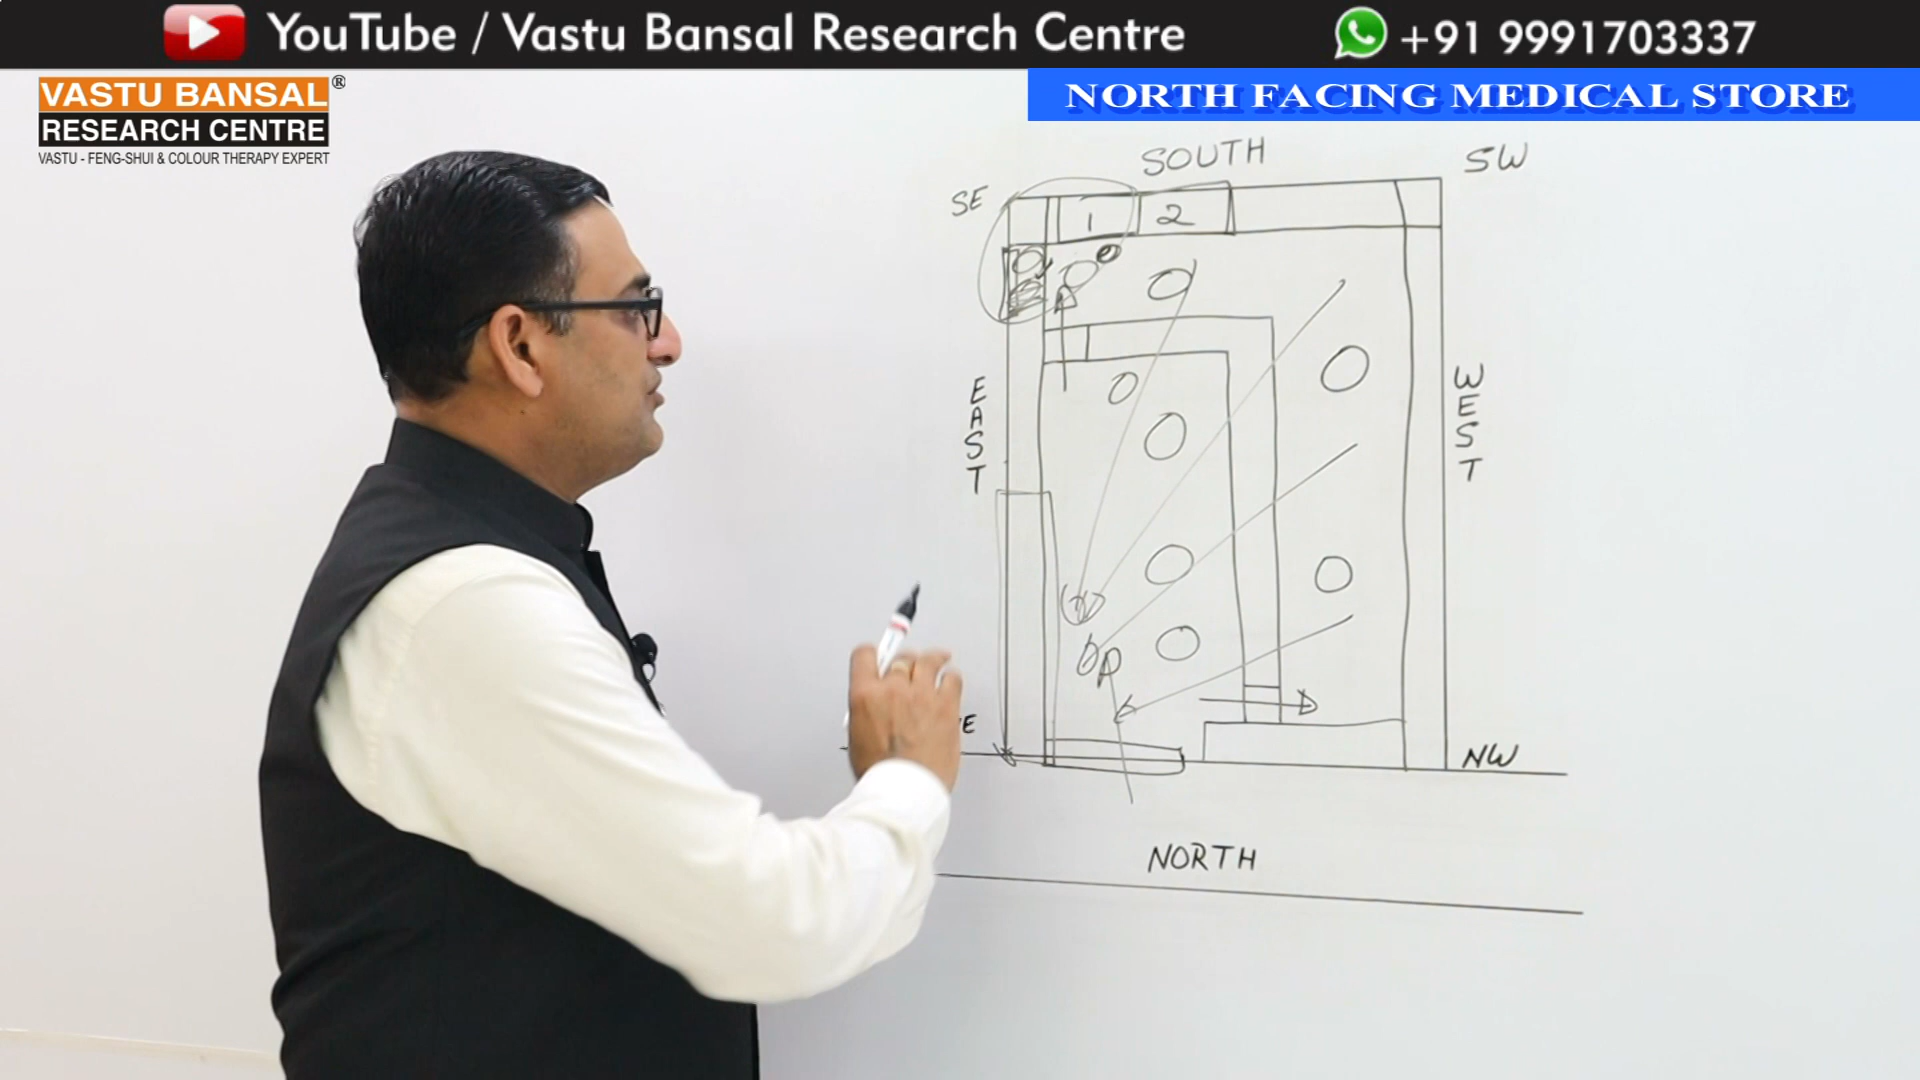 YouTube / Vastu Bansal Research Centre
+91 9991703337
VASTU BANSAL®
RESEARCH CENTRE
VASTU - FENG-SHUI & COLOUR THERAPY EXPERT
NORTH FACING MEDICAL STORE
SOUTH
SW
SE
1
2
EAST
WEST
E
NW
NORTH